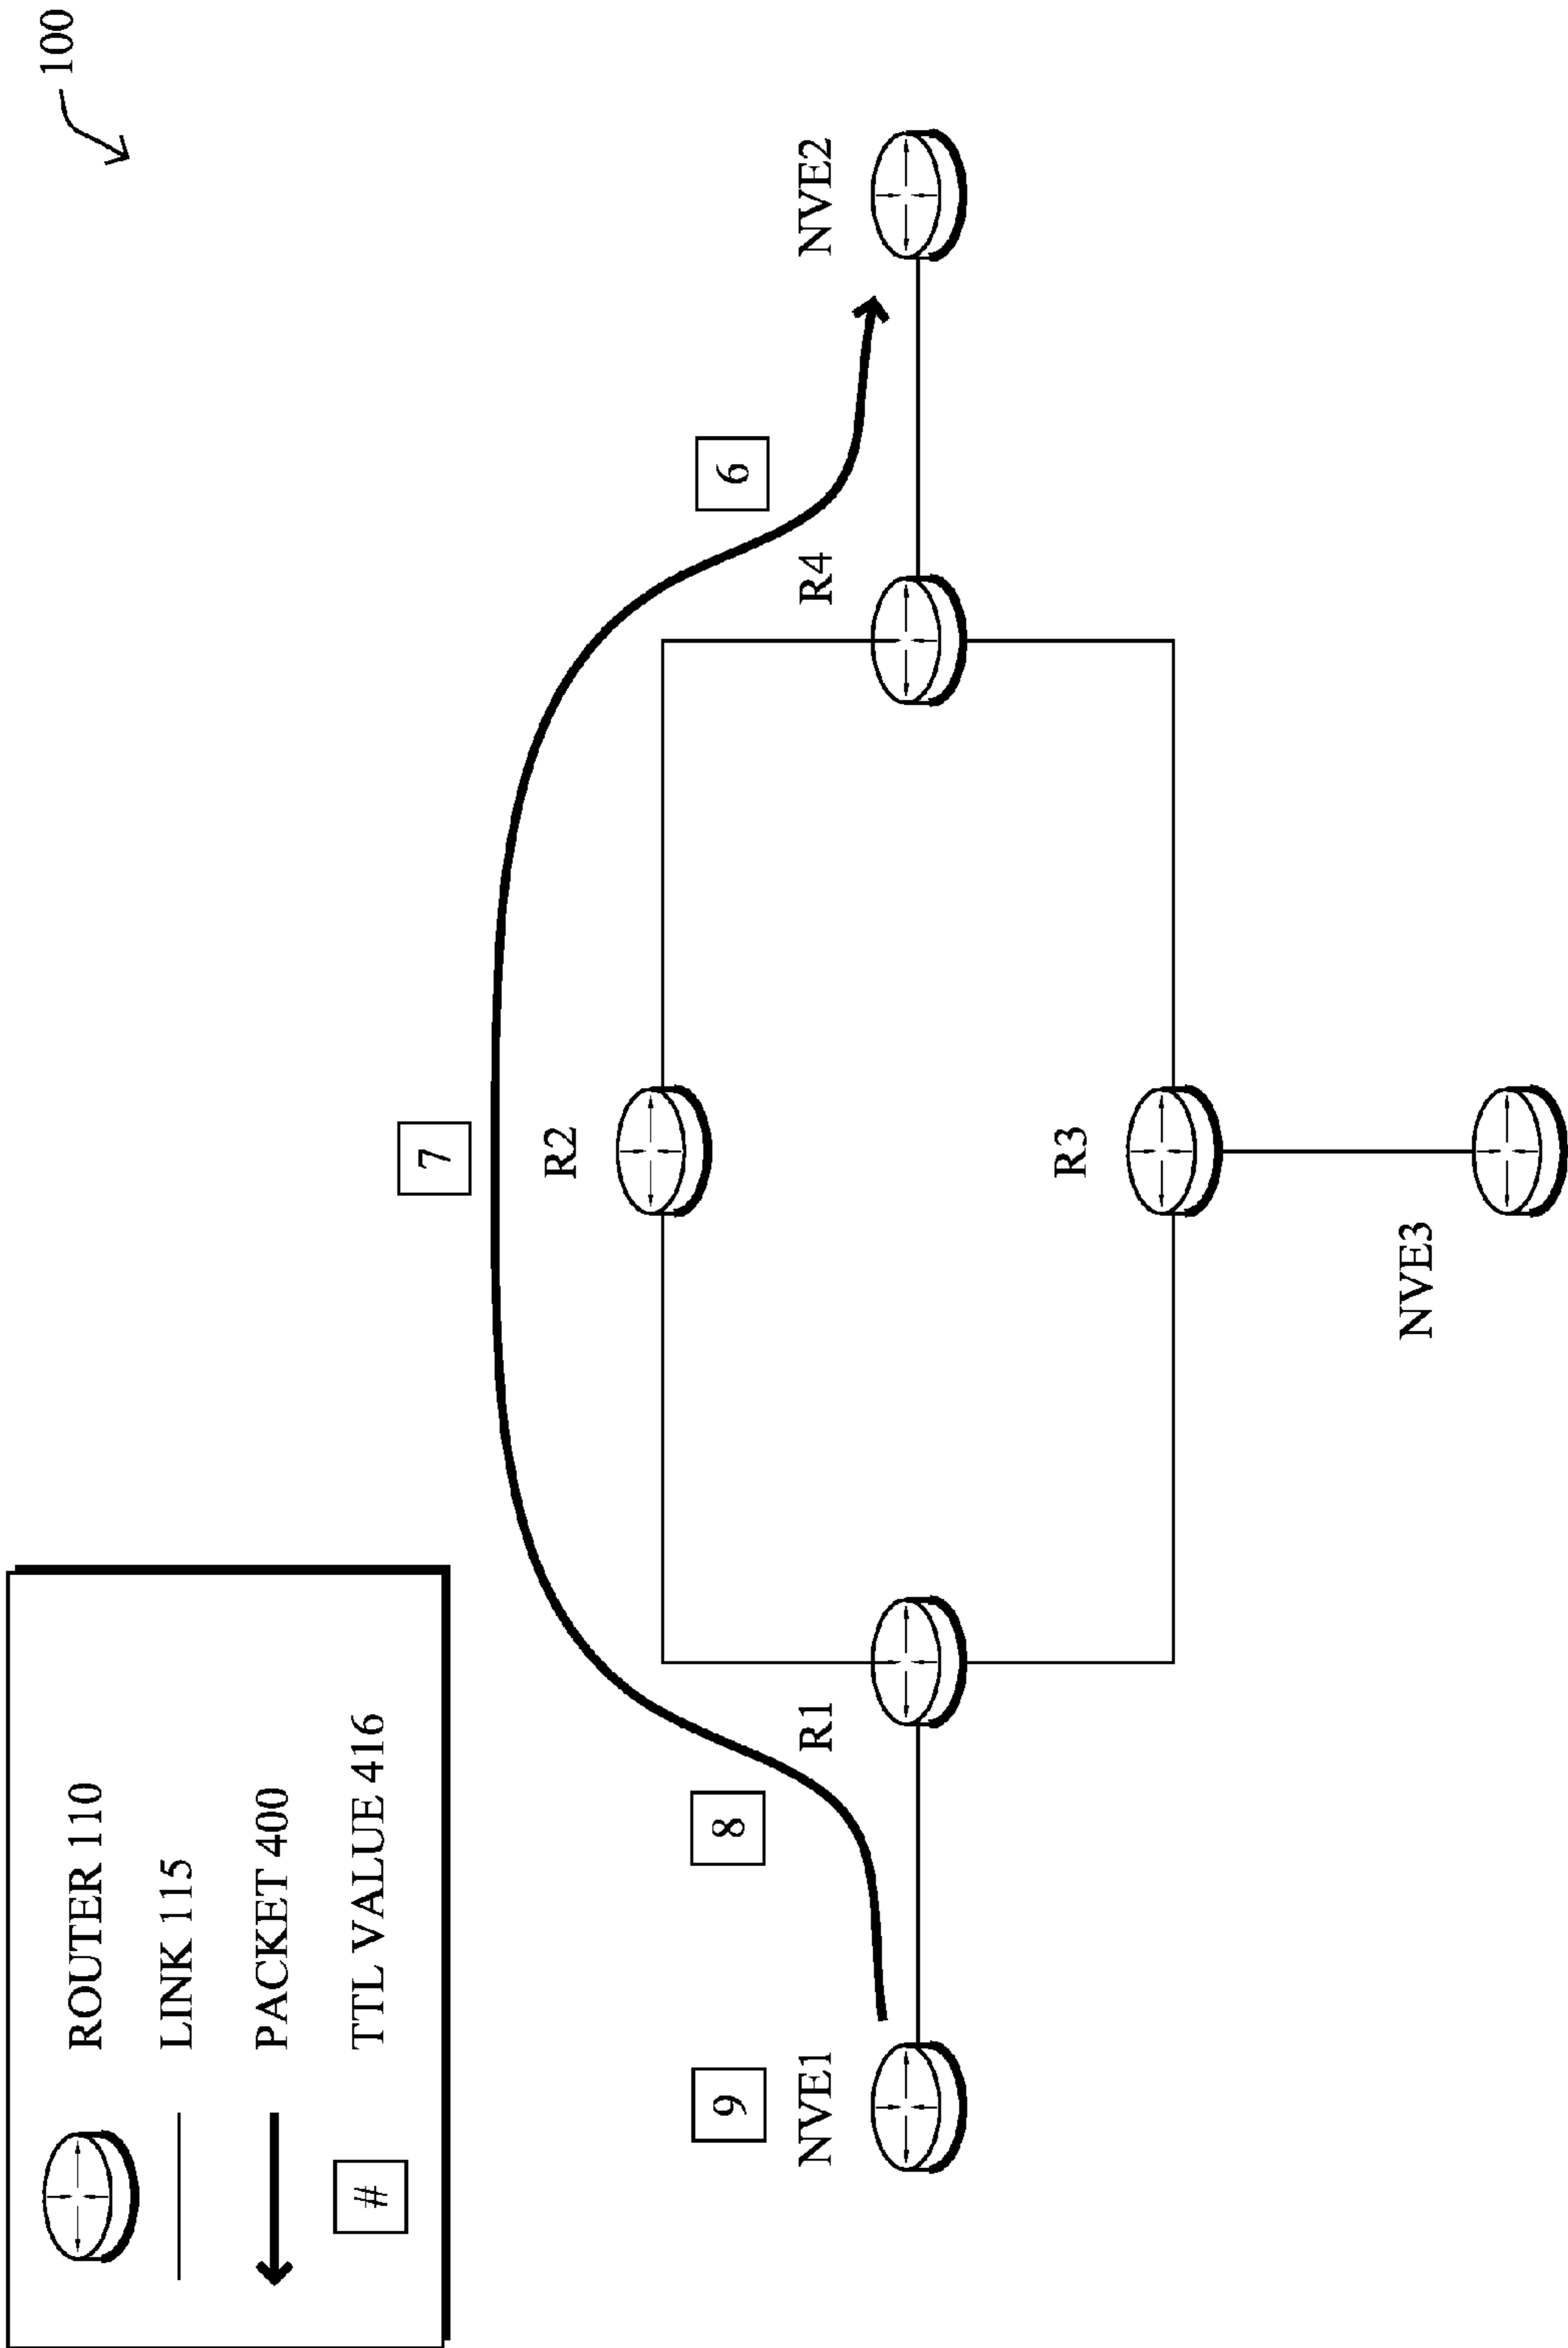 100
ROUTER 110
LINK 115
PACKET 400
# TTL VALUE 416
7
8
6
9
R2
NVE1
R1
R4
NVE2
R3
NVE3